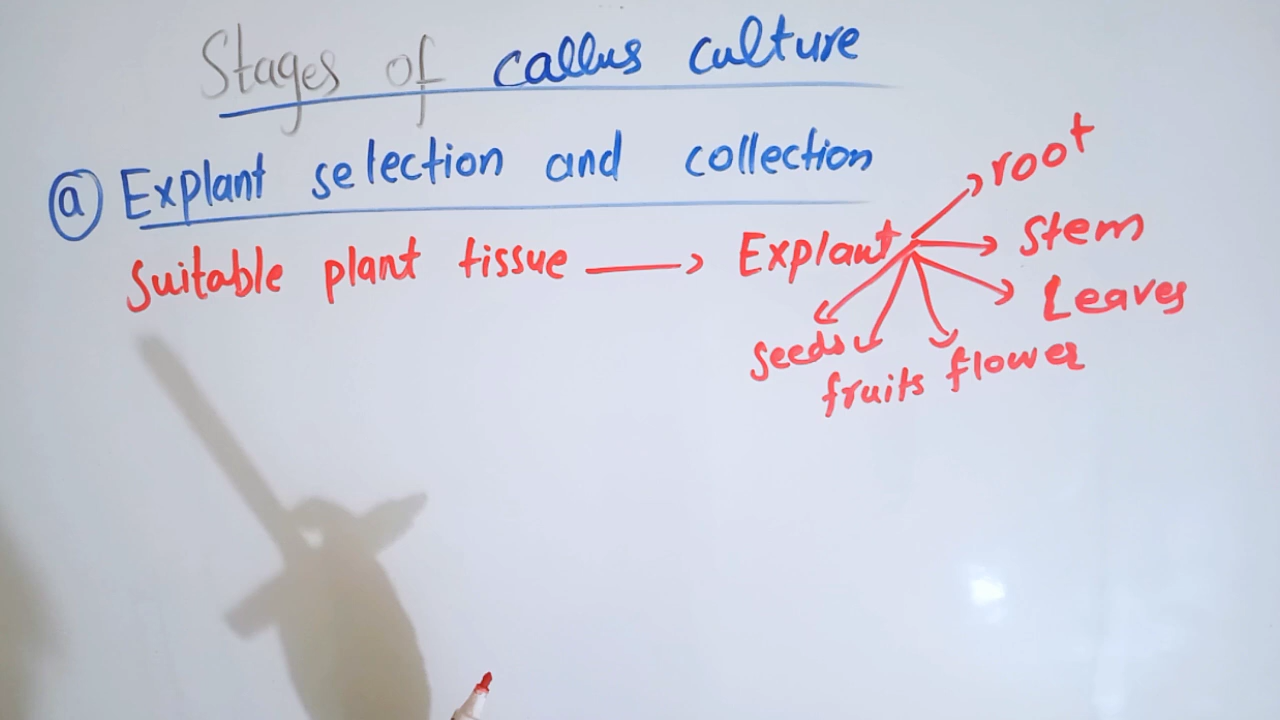 Stages of callus culture
(a) Explant selection and collection
Suitable plant tissue → Explant
root
Stem
Leaves
flower
fruits
seeds